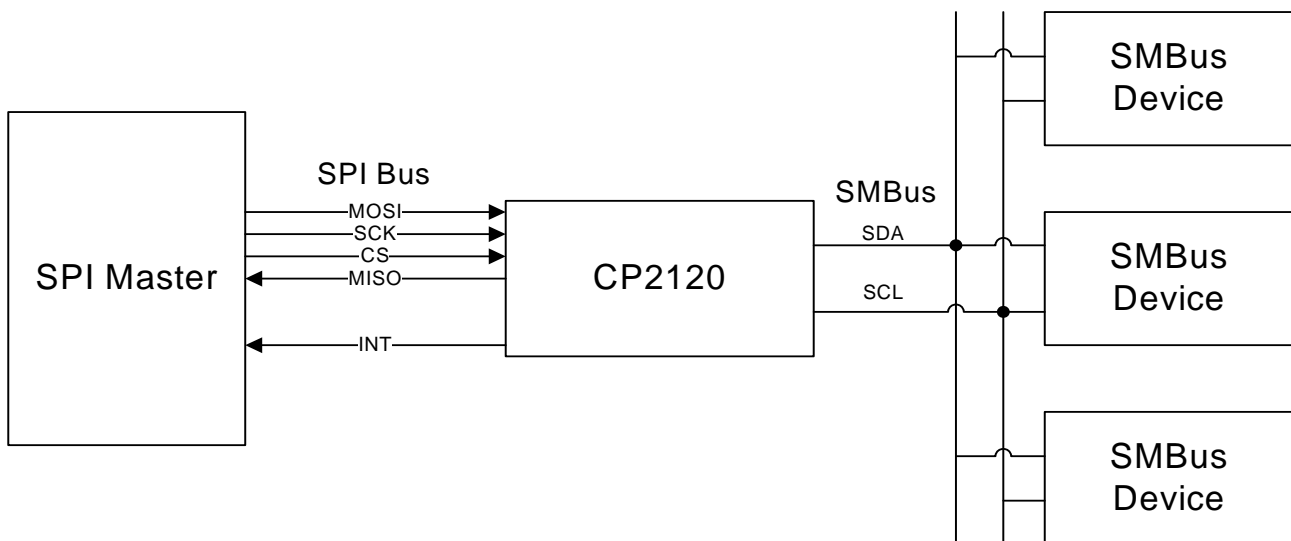 SPI Master
SPI Bus
MOSI
SCK
CS
MISO
INT
CP2120
SMBus
SDA
SCL
SMBus
Device
SMBus
Device
SMBus
Device